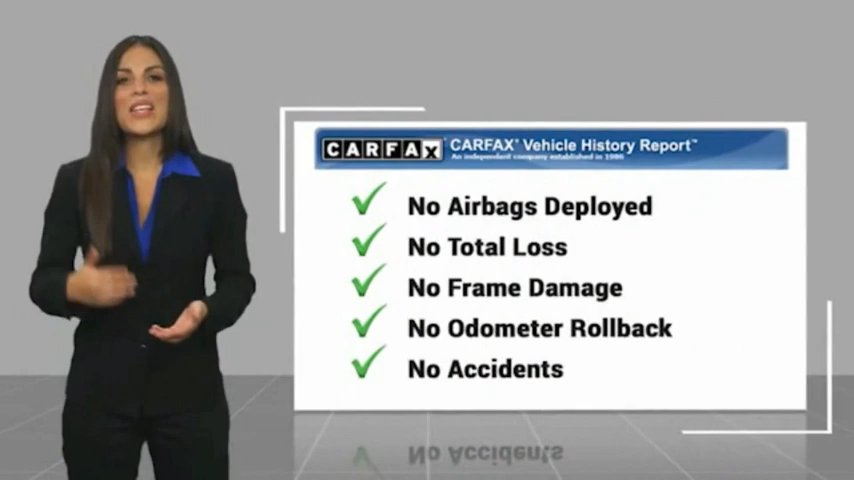 CARFAX CARFAX® Vehicle History Report™
An independent company established in 1986
No Airbags Deployed
No Total Loss
No Frame Damage
No Odometer Rollback
No Accidents
No Accidents